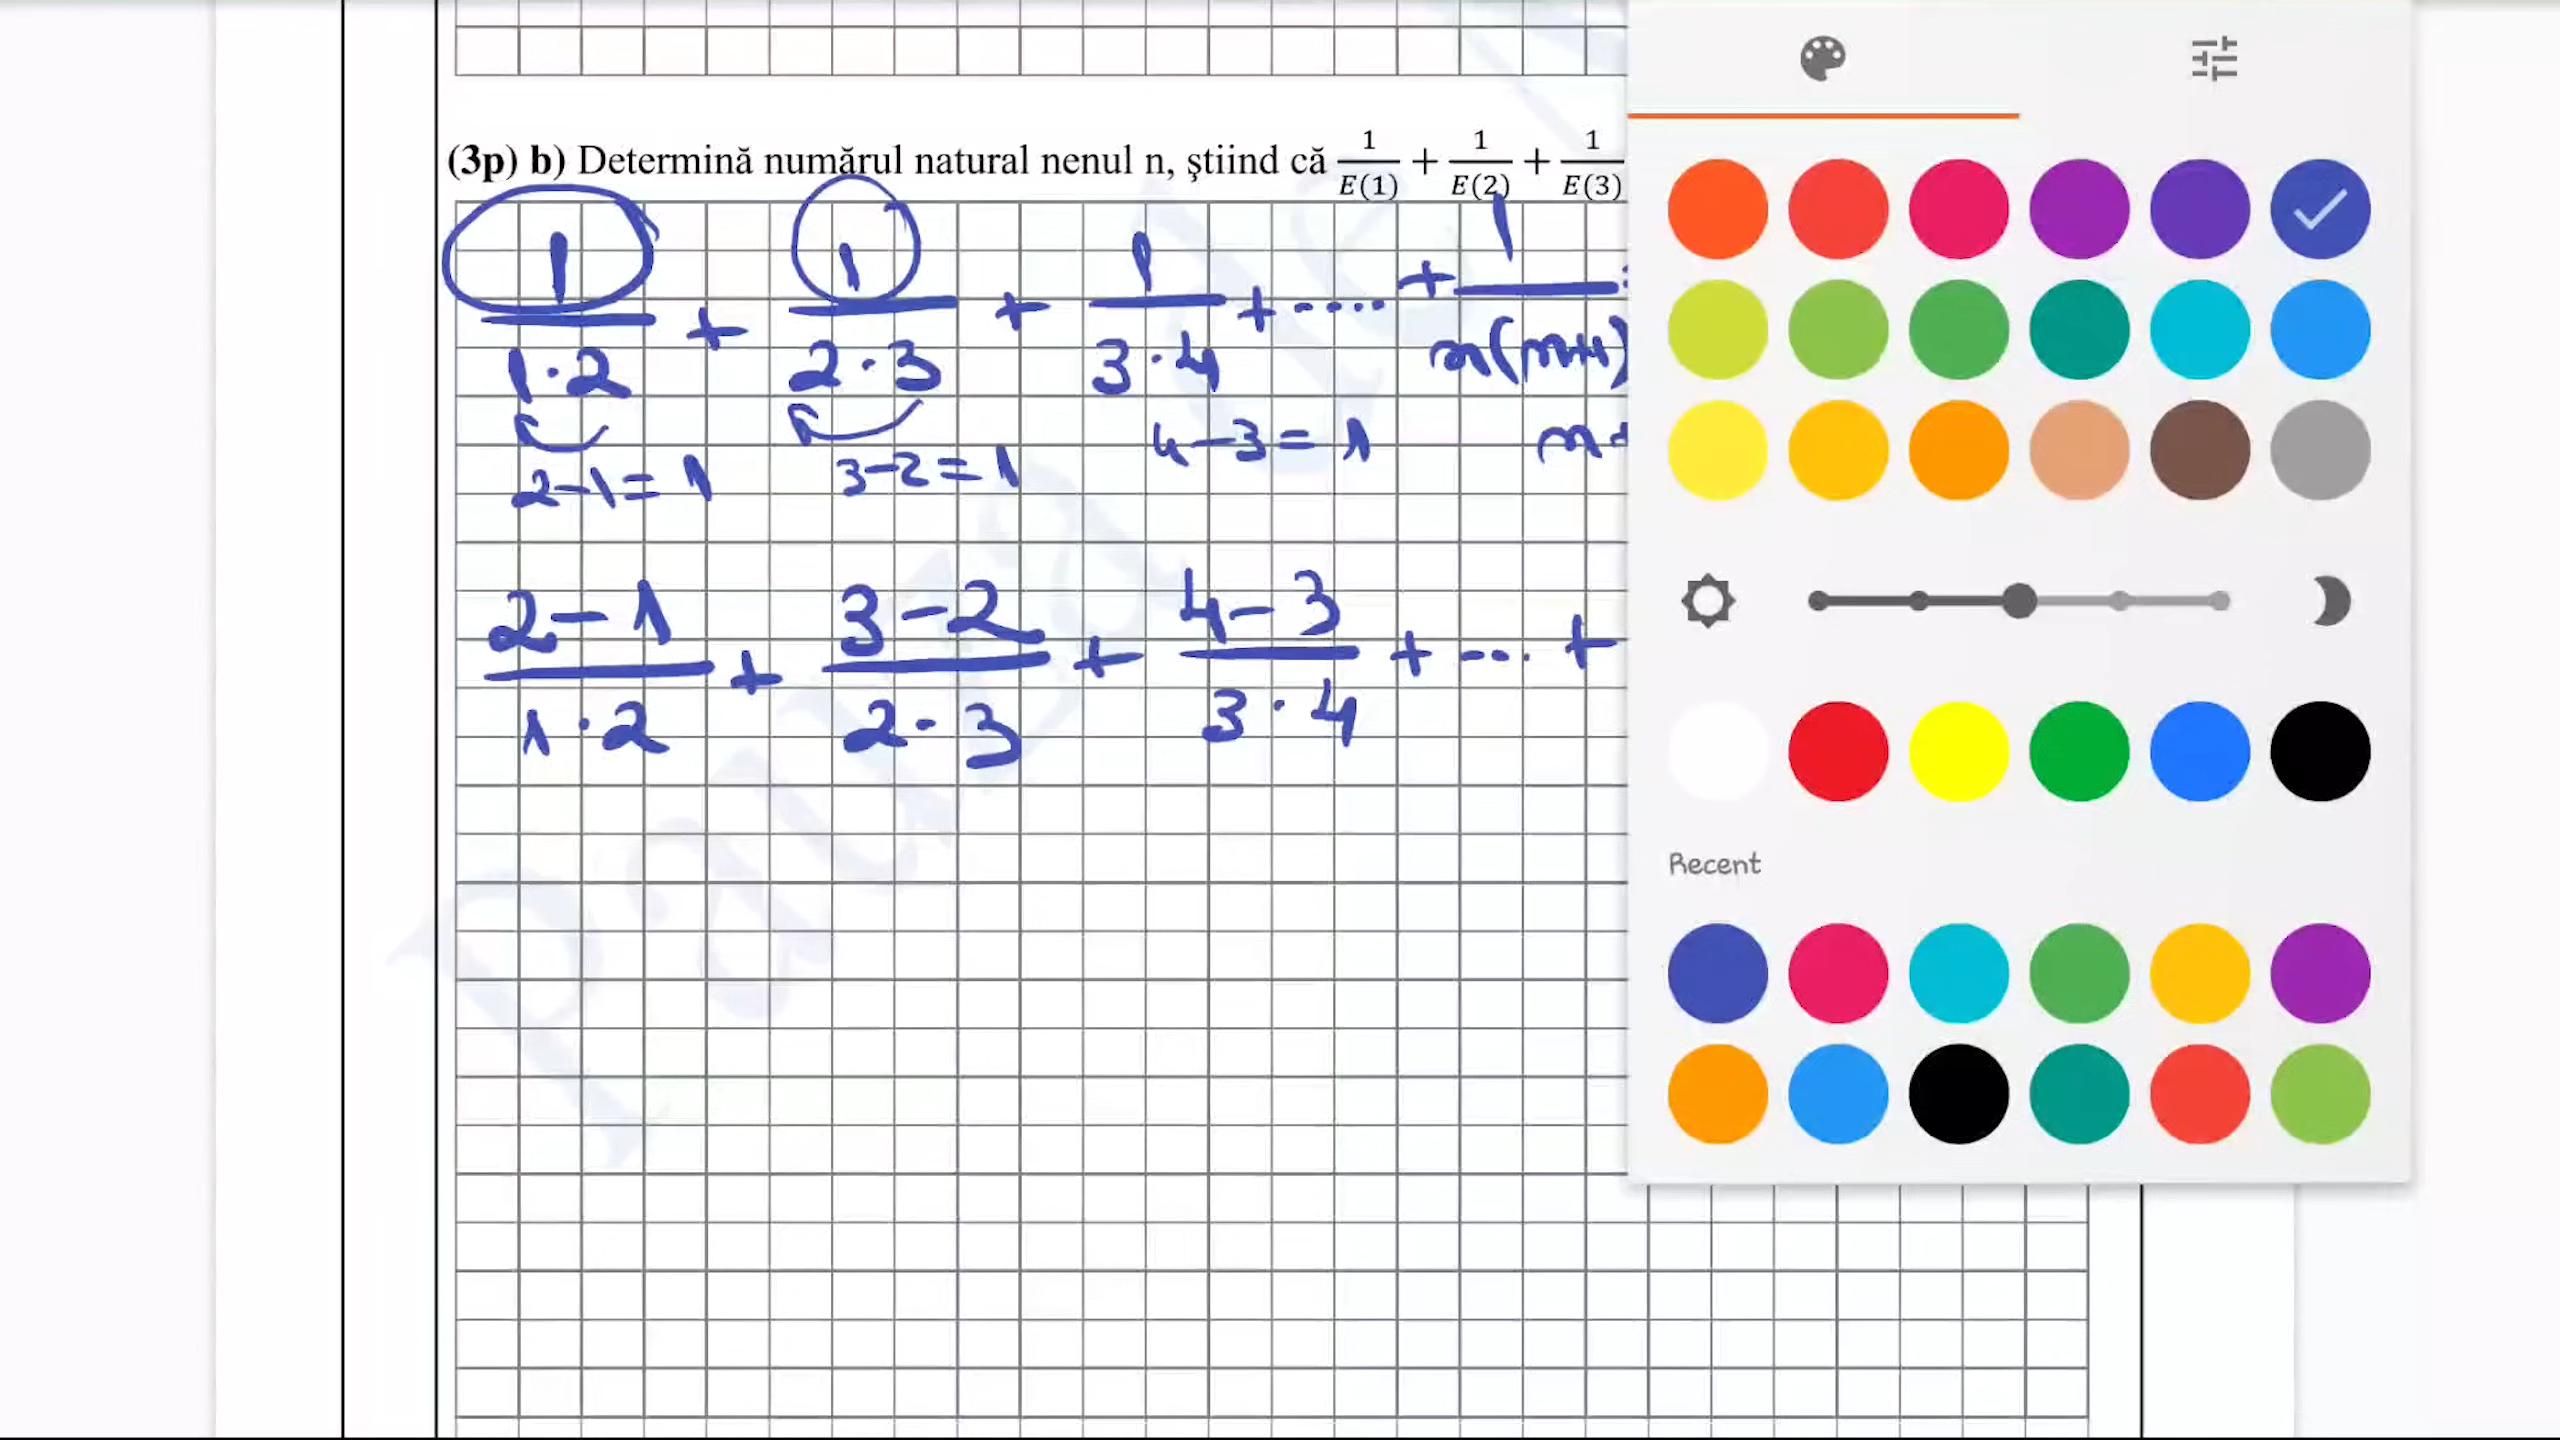 (3p) b) Determină numărul natural nenul n, ştiind că 1/E(1) + 1/E(2) + 1/E(3)
1/1·2 + 1/2·3 + 1/3·4 + .... + 1/n(n+1)
2-1=1 3-2=1 4-3=1 n+
2-1/1·2 + 3-2/2·3 + 4-3/3·4 + ... +
Recent
Pauza de